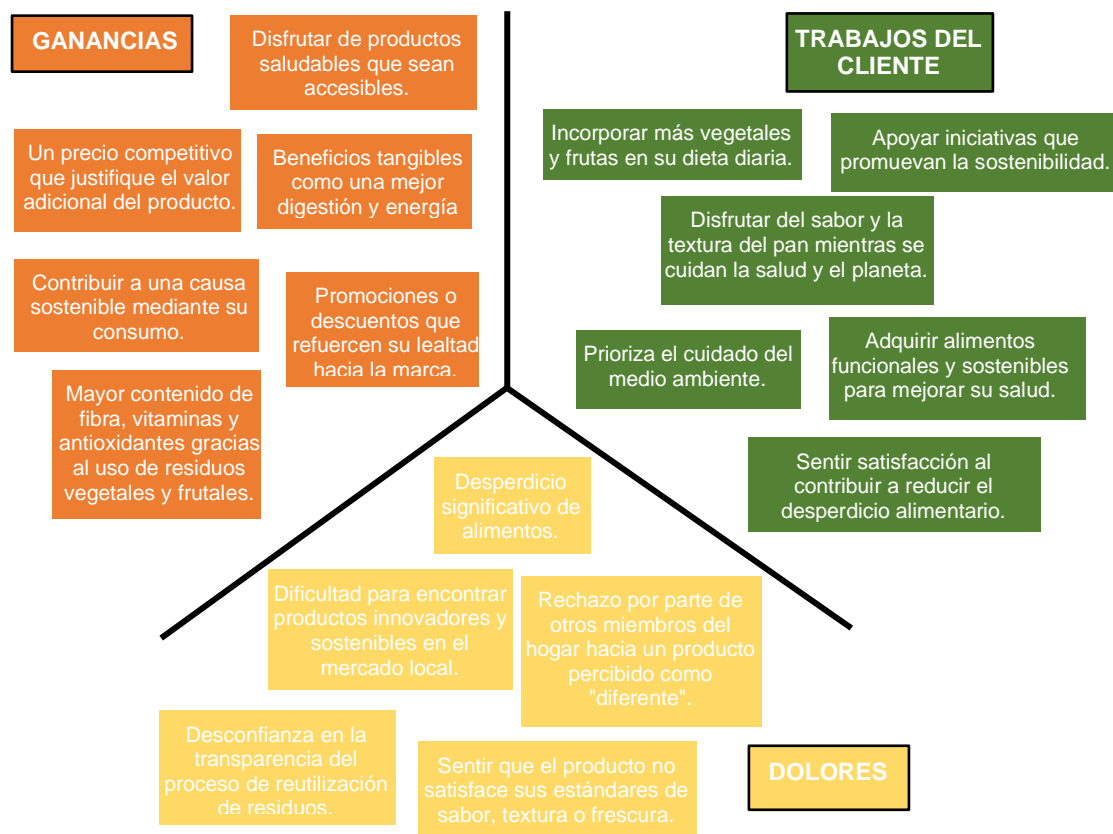 GANANCIAS
Disfrutar de productos
saludables que sean
accesibles.
Un precio competitivo
que justifique el valor
adicional del producto.
Beneficios tangibles
como una mejor
digestión y energía
Contribuir a una causa
sostenible mediante su
consumo.
Promociones o
descuentos que
refuercen su lealtad
hacia la marca.
Mayor contenido de
fibra, vitaminas y
antioxidantes gracias
al uso de residuos
vegetales y frutales.
TRABAJOS DEL
CLIENTE
Incorporar más vegetales
y frutas en su dieta diaria.
Apoyar iniciativas que
promuevan la sostenibilidad.
Disfrutar del sabor y la
textura del pan mientras se
cuidan la salud y el planeta.
Prioriza el cuidado del
medio ambiente.
Adquirir alimentos
funcionales y sostenibles
para mejorar su salud.
Sentir satisfacción al
contribuir a reducir el
desperdicio alimentario.
Desperdicio
significativo de
alimentos.
Dificultad para encontrar
productos innovadores y
sostenibles en el
mercado local.
Rechazo por parte de
otros miembros del
hogar hacia un producto
percibido como
"diferente".
Desconfianza en la
transparencia del
proceso de reutilización
de residuos.
Sentir que el producto no
satisface sus estándares de
sabor, textura o frescura.
DOLORES